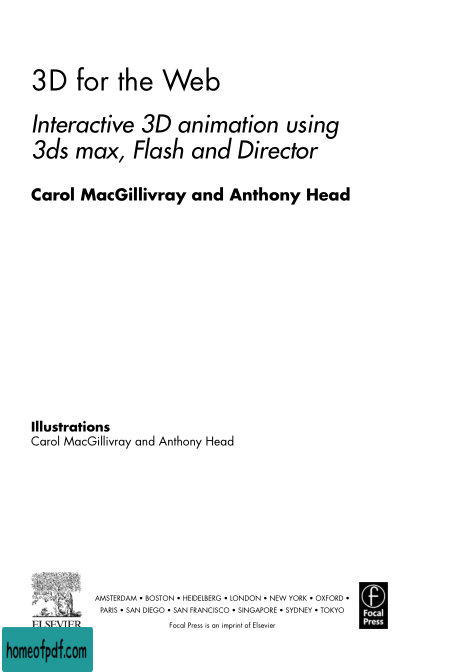 3D for the Web
Interactive 3D animation using
3ds max, Flash and Director
Carol MacGillivray and Anthony Head
Illustrations
Carol MacGillivray and Anthony Head
AMSTERDAM • BOSTON • HEIDELBERG • LONDON • NEW YORK • OXFORD •
PARIS • SAN DIEGO • SAN FRANCISCO • SINGAPORE • SYDNEY • TOKYO
Focal Press is an imprint of Elsevier
ELSEVIER
Focal
Press
homeofpdf.com